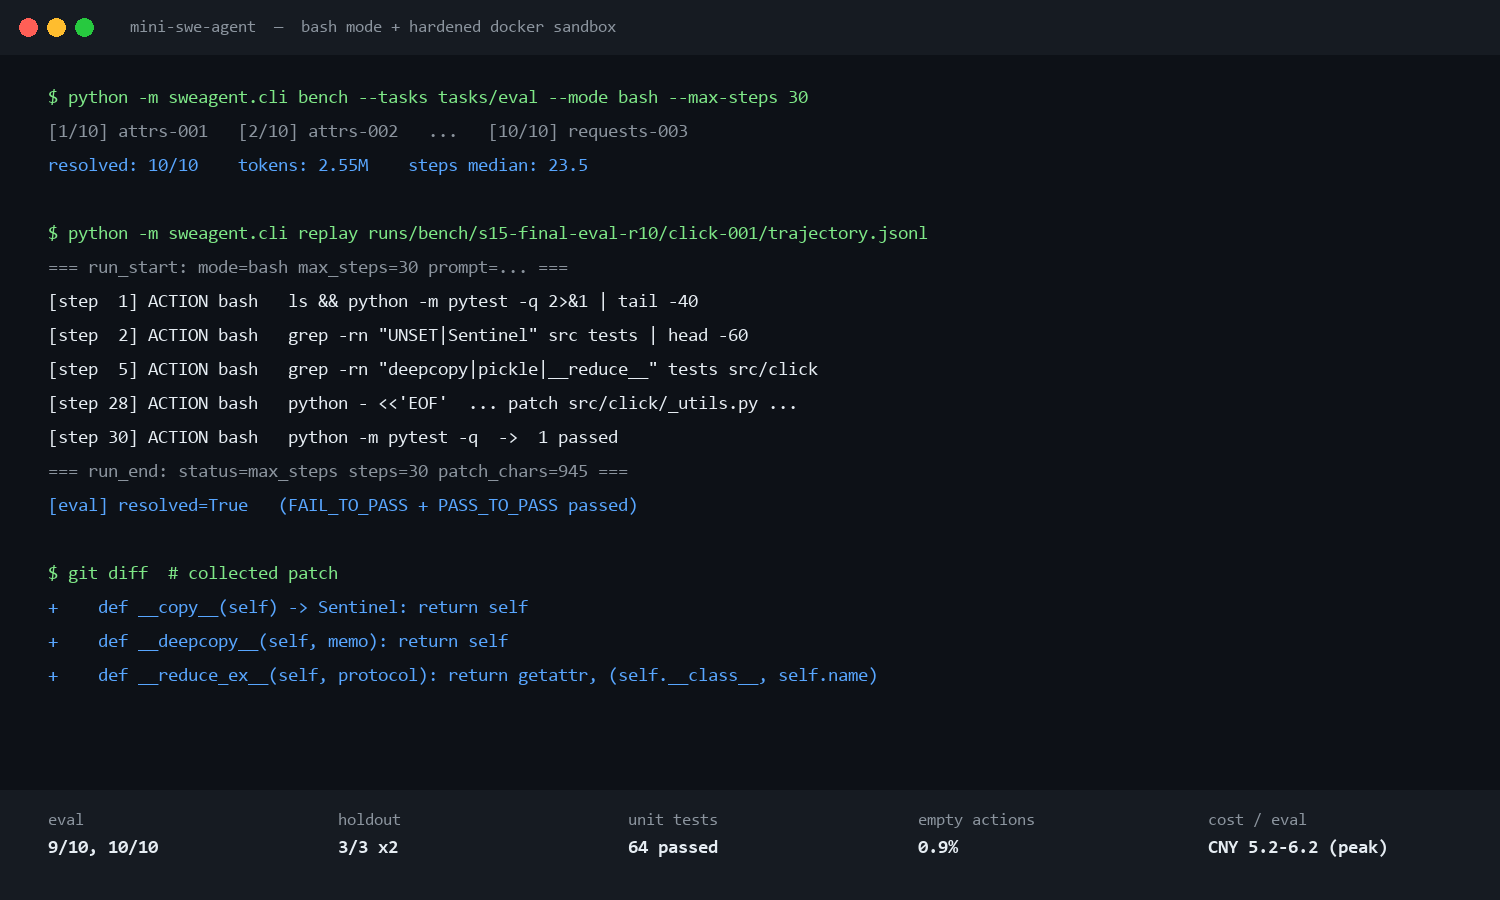 mini-swe-agent — bash mode + hardened docker sandbox
$ python -m sweagent.cli bench --tasks tasks/eval --mode bash --max-steps 30
[1/10] attrs-001   [2/10] attrs-002   ...   [10/10] requests-003
resolved: 10/10    tokens: 2.55M    steps median: 23.5
$ python -m sweagent.cli replay runs/bench/s15-final-eval-r10/click-001/trajectory.jsonl
=== run_start: mode=bash max_steps=30 prompt=... ===
[step  1] ACTION bash   ls && python -m pytest -q 2>&1 | tail -40
[step  2] ACTION bash   grep -rn "UNSET|Sentinel" src tests | head -60
[step  5] ACTION bash   grep -rn "deepcopy|pickle|__reduce__" tests src/click
[step 28] ACTION bash   python - <<'EOF'  ... patch src/click/_utils.py ...
[step 30] ACTION bash   python -m pytest -q  ->  1 passed
=== run_end: status=max_steps steps=30 patch_chars=945 ===
[eval] resolved=True   (FAIL_TO_PASS + PASS_TO_PASS passed)
$ git diff  # collected patch
+    def __copy__(self) -> Sentinel: return self
+    def __deepcopy__(self, memo): return self
+    def __reduce_ex__(self, protocol): return getattr, (self.__class__, self.name)
eval   holdout   unit tests   empty actions   cost / eval
9/10, 10/10   3/3 x2   64 passed   0.9%   CNY 5.2-6.2 (peak)